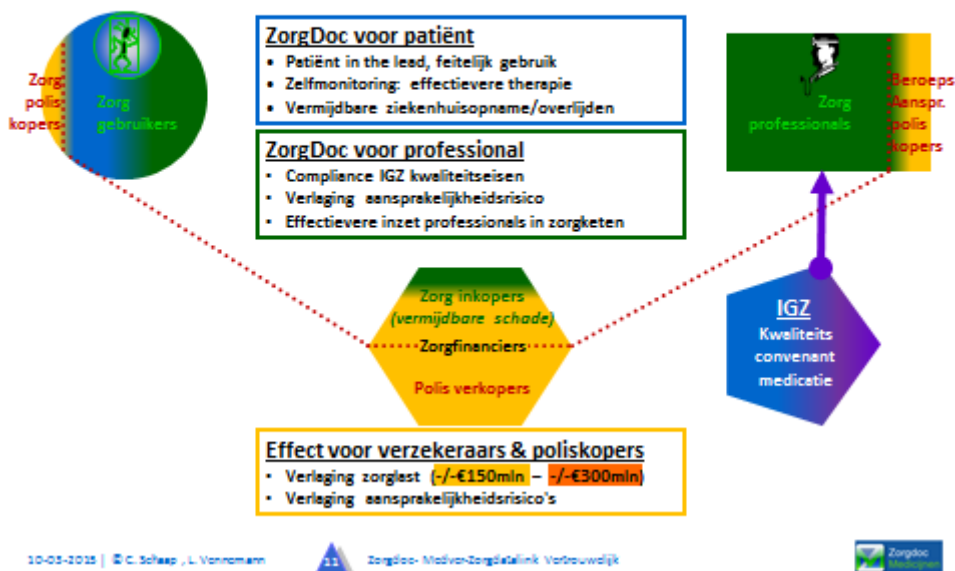 Zorg
polis
kopers
Zorg
gebruikers
ZorgDoc voor patiënt
• Patiënt in the lead, feitelijk gebruik
• Zelfmonitoring: effectievere therapie
• Vermijdbare ziekenhuisopname/overlijden
Zorg
professionals
Beroeps
Aanspr.
polis
kopers
ZorgDoc voor professional
• Compliance IGZ kwaliteitseisen
• Verlaging aansprakelijkheidsrisico
• Effectievere inzet professionals in zorgketen
Zorg inkopers
(vermijdbare schade)
Zorgfinanciers
Polis verkopers
IGZ
Kwaliteits
convenant
medicatie
Effect voor verzekeraars & poliskopers
• Verlaging zorglast (-/-€150mln – -/-€300mln)
• Verlaging aansprakelijkheidsrisico's
10-03-2015 | © C. Schaap , L. Vennemann
11
Zorgdoc- Medver-Zorgdatalink Vertrouwelijk
Zorgdoc
Medicijnen